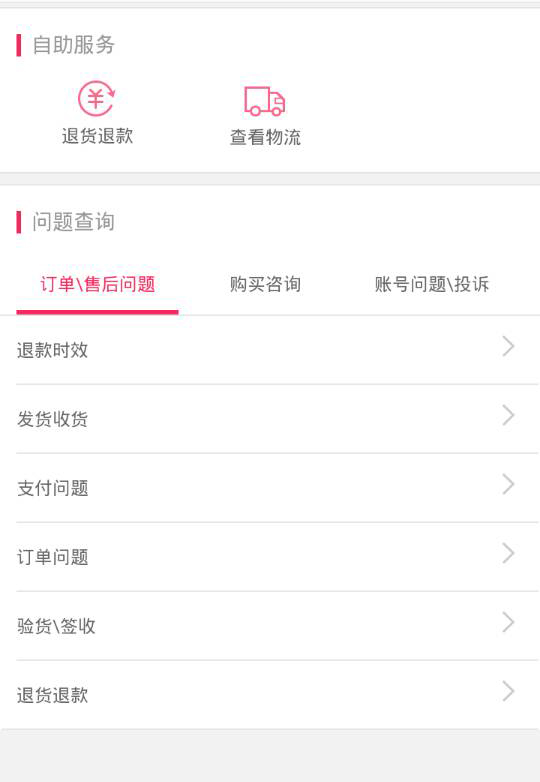 自助服务
退货退款 查看物流
问题查询
订单\售后问题 购买咨询 账号问题\投诉
退款时效
发货收货
支付问题
订单问题
验货\签收
退货退款